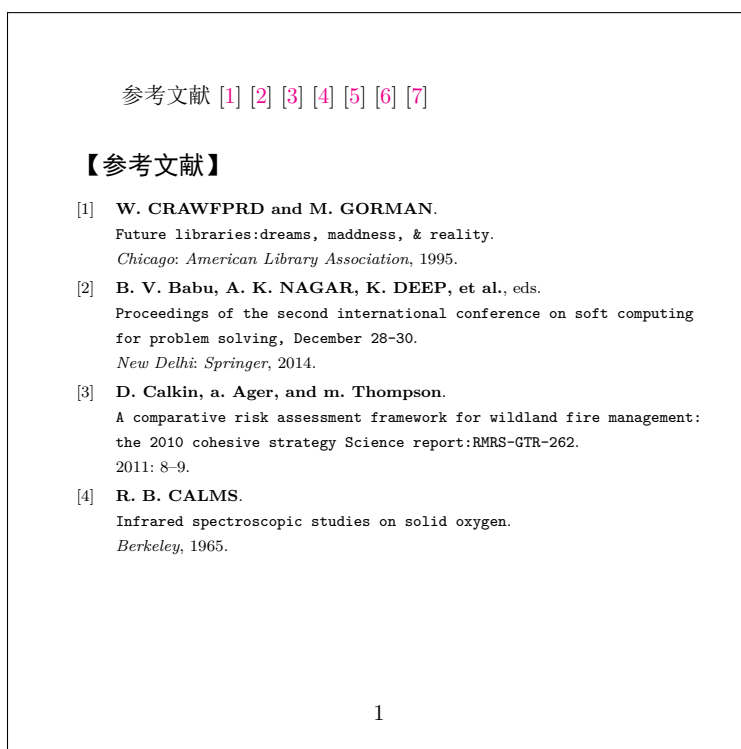 参考文献 [1] [2] [3] [4] [5] [6] [7]
【参考文献】
[1] W. CRAWFPRD and M. GORMAN.
Future libraries:dreams, maddness, & reality.
Chicago: American Library Association, 1995.
[2] B. V. Babu, A. K. NAGAR, K. DEEP, et al., eds.
Proceedings of the second international conference on soft computing
for problem solving, December 28-30.
New Delhi: Springer, 2014.
[3] D. Calkin, a. Ager, and m. Thompson.
A comparative risk assessment framework for wildland fire management:
the 2010 cohesive strategy Science report:RMRS-GTR-262.
2011: 8–9.
[4] R. B. CALMS.
Infrared spectroscopic studies on solid oxygen.
Berkeley, 1965.
1